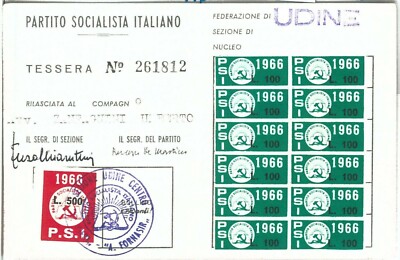 PARTITO SOCIALISTA ITALIANO
TESSERA Nº 261812
RILASCIATA AL COMPAGNO
IL SEGR. DI SEZIONE
IL SEGR. DEL PARTITO
1966
L. 500
P.S.I.
UDINE CENTRO
"A. FORMASIR"
FEDERAZIONE DI UDINE
SEZIONE DI
NUCLEO
PSI 1966 L. 100
PSI 1966 L. 100
PSI 1966 L. 100
PSI 1966 L. 100
PSI 1966 L. 100
PSI 1966 L. 100
PSI 1966 L. 100
PSI 1966 L. 100
PSI 1966 L. 100
PSI 1966 L. 100
PSI 1966 L. 100
PSI 1966 L. 100